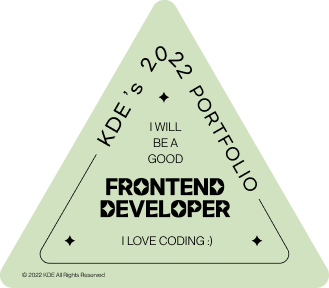 KDE's 2022 PORTFOLIO
I WILL
BE A
GOOD
FRONTEND
DEVELOPER
I LOVE CODING :)
© 2022 KDE All Rights Reserved